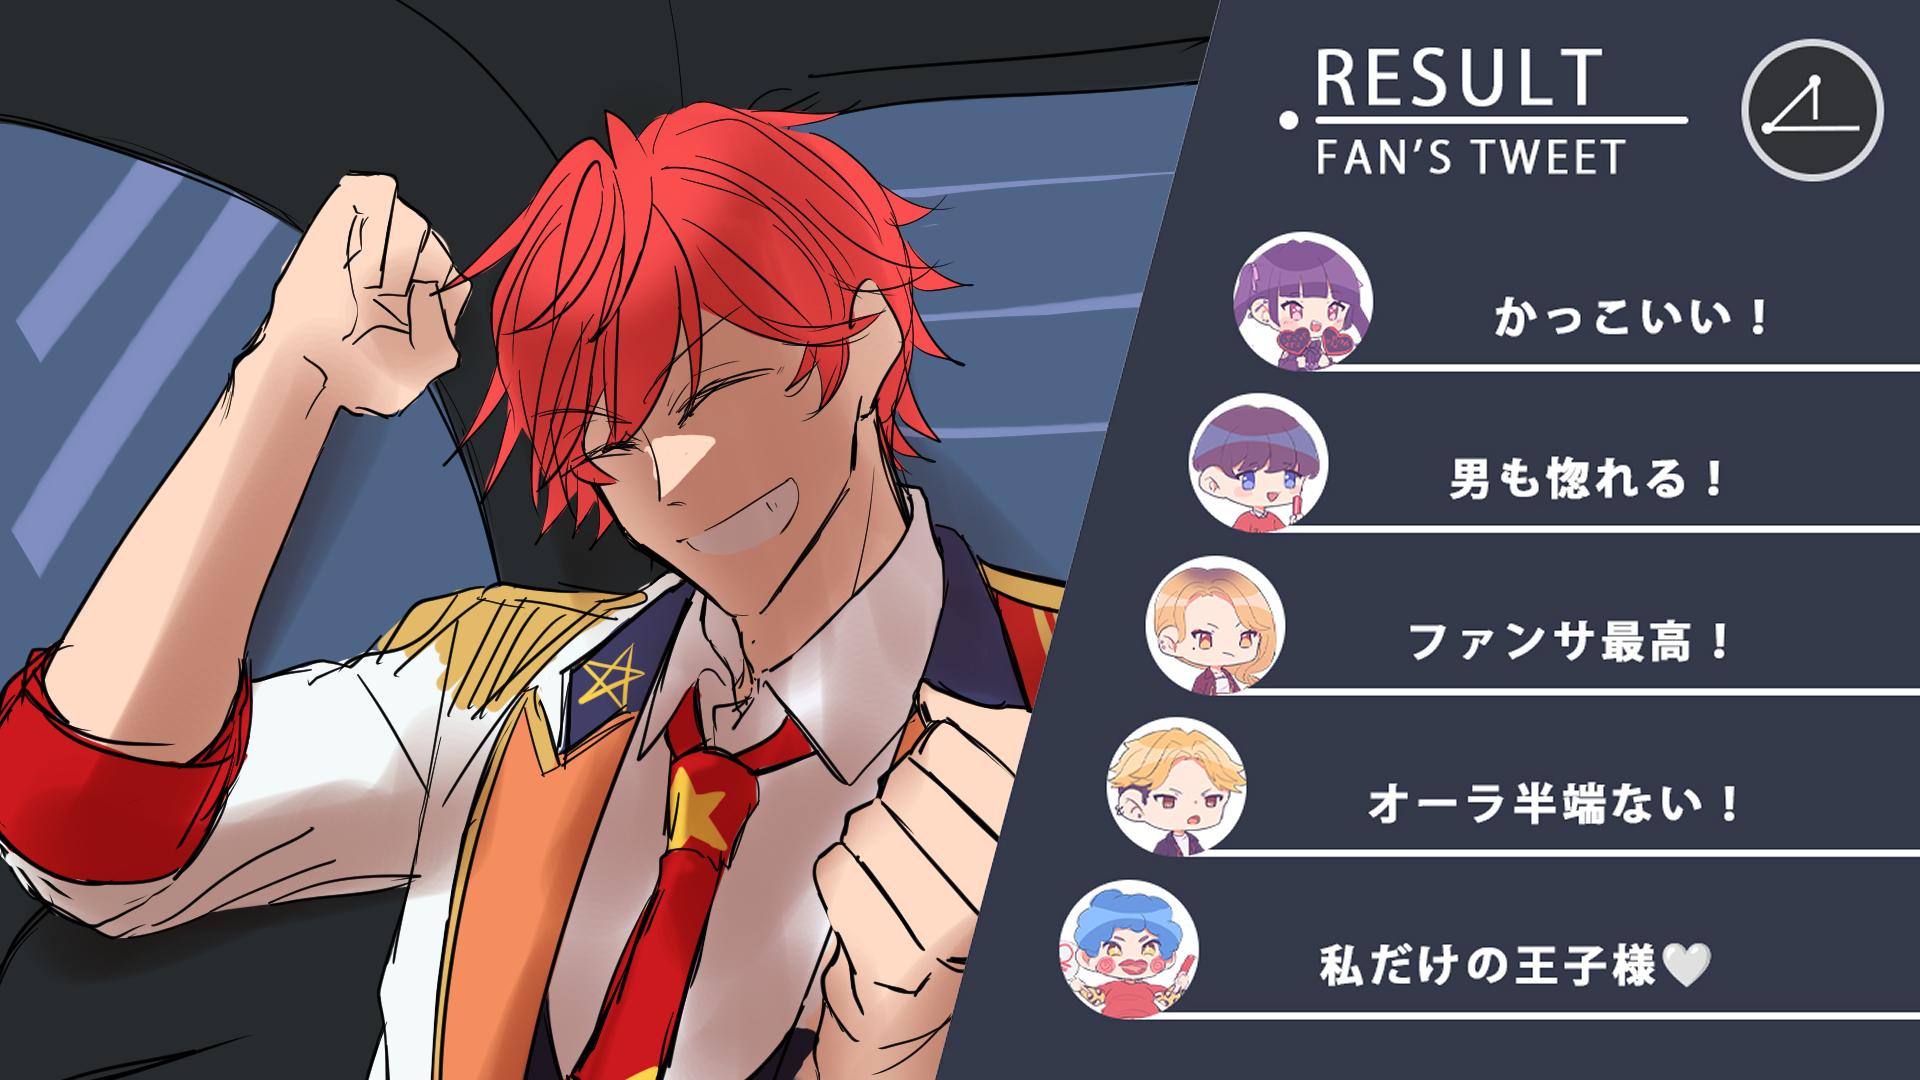 RESULT
FAN'S TWEET
かっこいい！
男も惚れる！
ファンサ最高！
オーラ半端ない！
私だけの王子様🤍